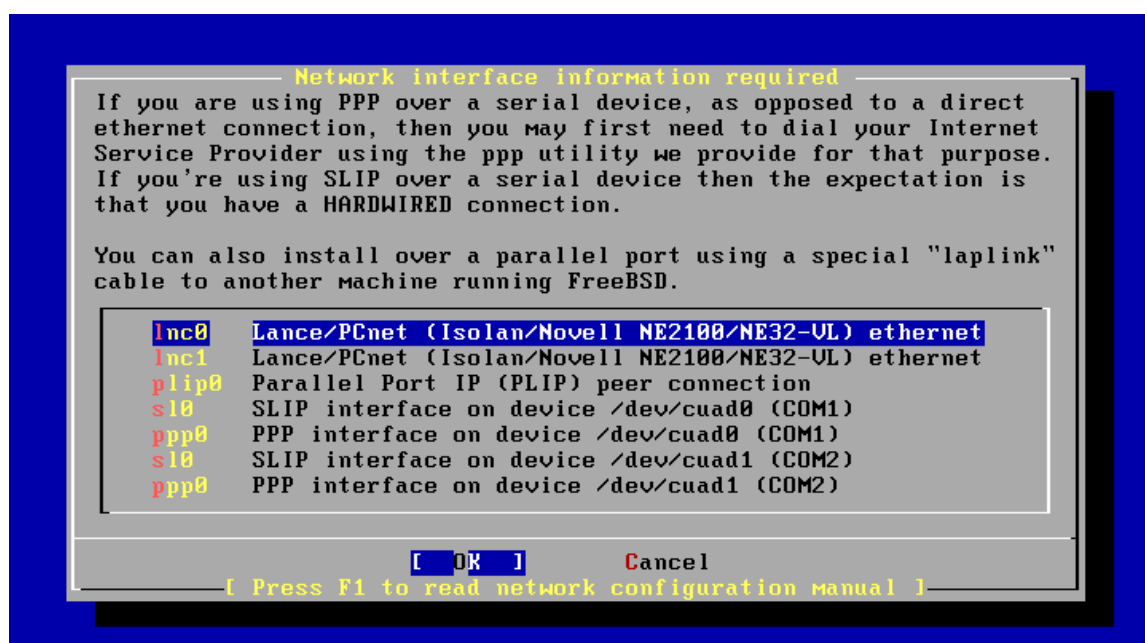 Network interface information required
If you are using PPP over a serial device, as opposed to a direct
ethernet connection, then you may first need to dial your Internet
Service Provider using the ppp utility we provide for that purpose.
If you're using SLIP over a serial device then the expectation is
that you have a HARDWIRED connection.
You can also install over a parallel port using a special "laplink"
cable to another machine running FreeBSD.
lnc0 Lance/PCnet (Isolan/Novell NE2100/NE32-VL) ethernet
lnc1 Lance/PCnet (Isolan/Novell NE2100/NE32-VL) ethernet
plip0 Parallel Port IP (PLIP) peer connection
sl0 SLIP interface on device /dev/cuad0 (COM1)
ppp0 PPP interface on device /dev/cuad0 (COM1)
sl0 SLIP interface on device /dev/cuad1 (COM2)
ppp0 PPP interface on device /dev/cuad1 (COM2)
[ OK ] Cancel
[ Press F1 to read network configuration manual ]